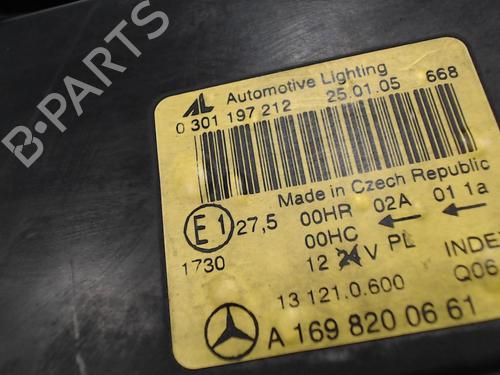 AL Automotive Lighting
0 301 197 212 25.01.05 668
Made in Czech Republic
E1 27,5 00HR 02A 01 1a
00HC
1730 12 24 V PL INDEX
13 121.0.600 Q06
A 169 820 06 61
B-PARTS